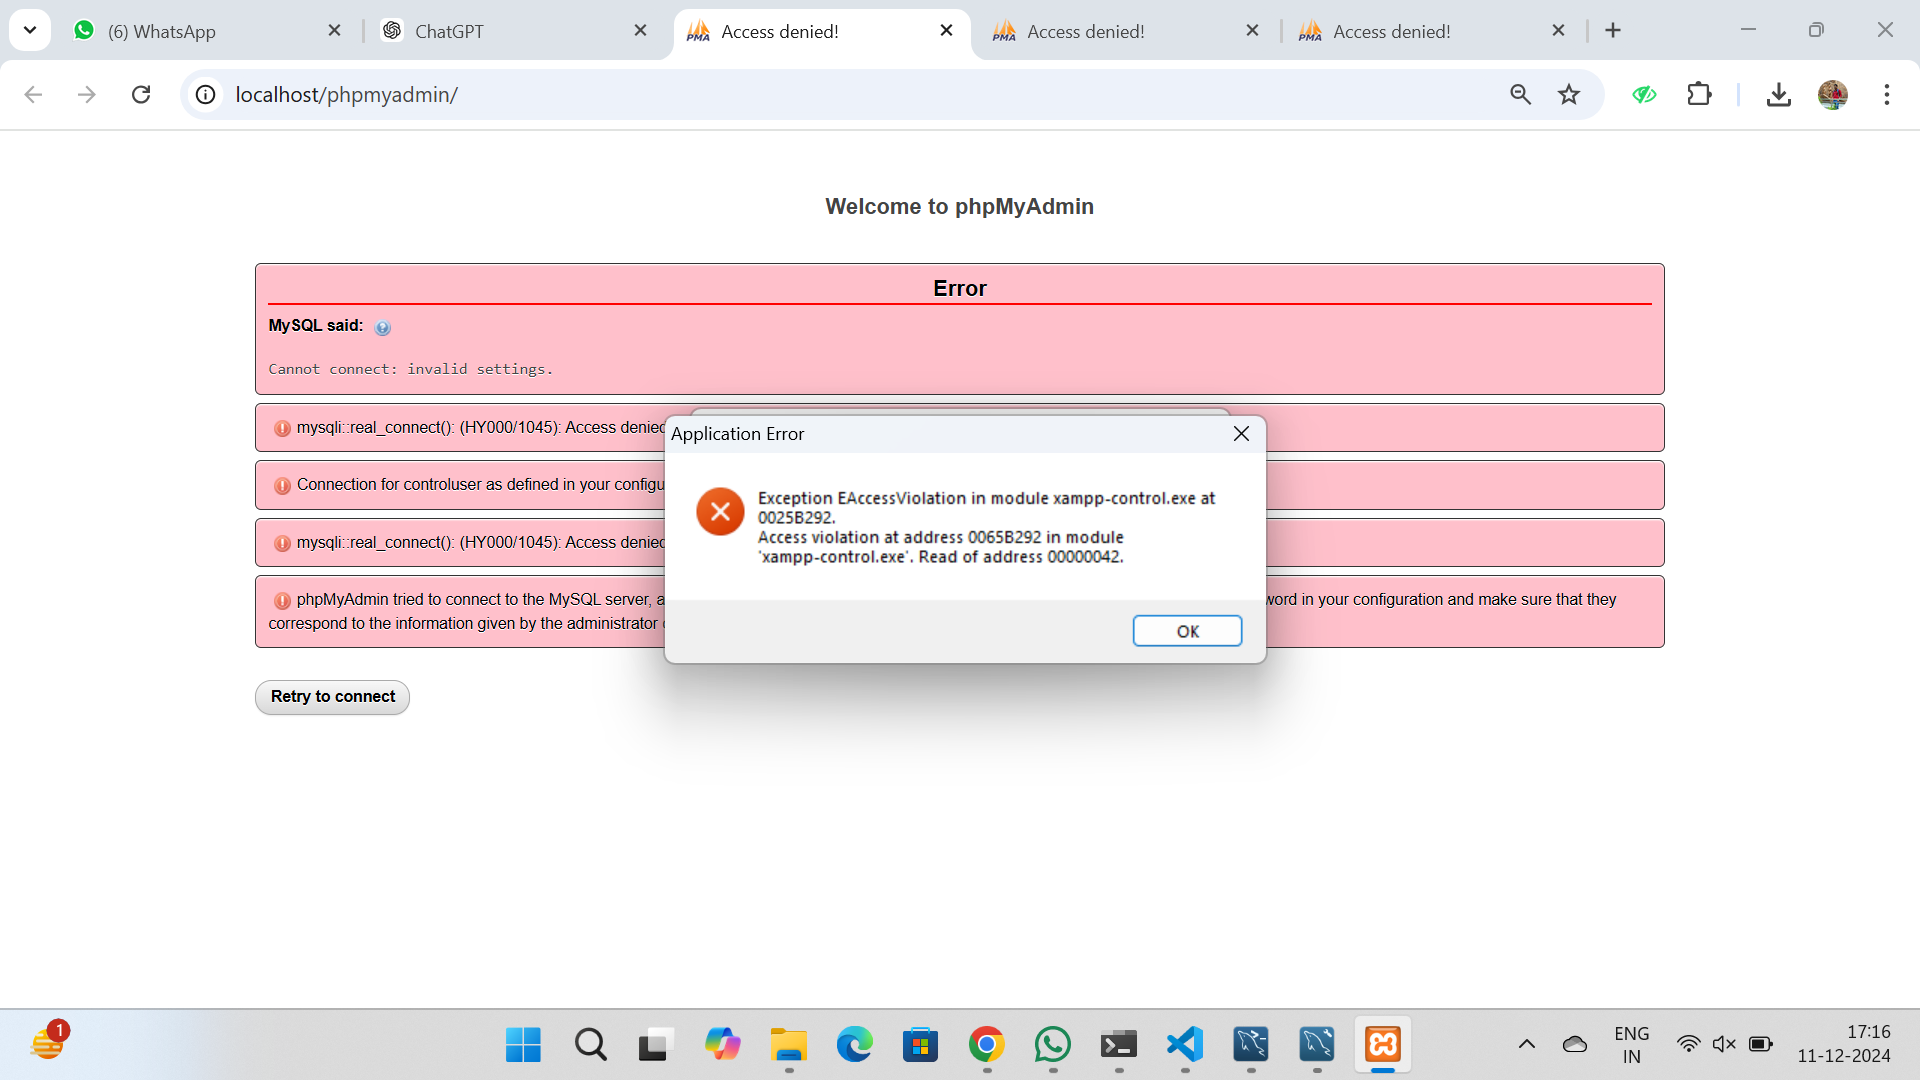 (6) WhatsApp
ChatGPT
PMA
Access denied!
PMA
Access denied!
PMA
Access denied!
localhost/phpmyadmin/
Welcome to phpMyAdmin
Error
MySQL said:
Cannot connect: invalid settings.
mysqli::real_connect(): (HY000/1045): Access denied
Connection for controluser as defined in your configu
mysqli::real_connect(): (HY000/1045): Access denied
phpMyAdmin tried to connect to the MySQL server, a
word in your configuration and make sure that they
correspond to the information given by the administrator
Application Error
Exception EAccessViolation in module xampp-control.exe at
0025B292.
Access violation at address 0065B292 in module
'xampp-control.exe'. Read of address 00000042.
OK
Retry to connect
1
ENG
IN
17:16
11-12-2024